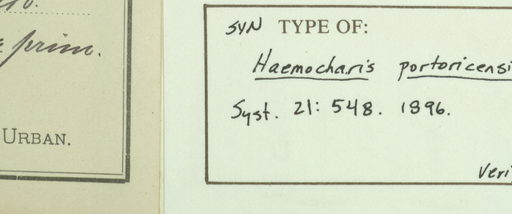 prim.
URBAN.
SYN TYPE OF:
Haemocharis portoricensi
Syst. 21: 548. 1896.
Veri